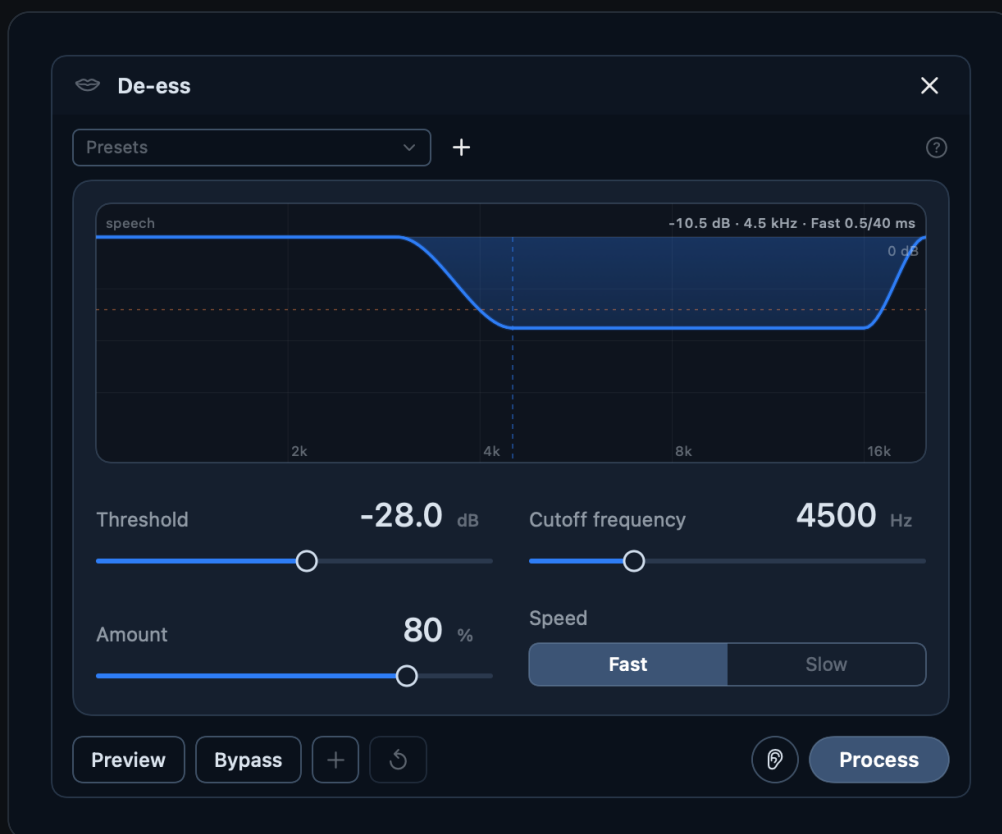 De-ess
Presets
?
speech
-10.5 dB · 4.5 kHz · Fast 0.5/40 ms
0 dB
2k 4k 8k 16k
Threshold -28.0 dB
Cutoff frequency 4500 Hz
Amount 80 %
Speed
Fast Slow
Preview Bypass Process